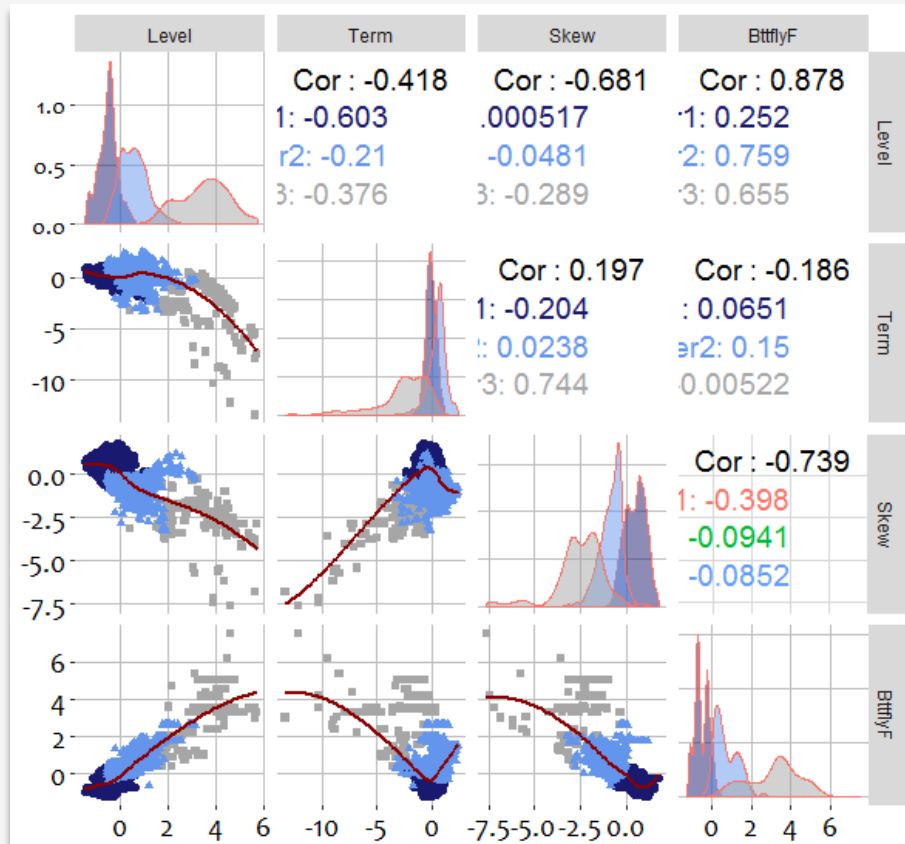 Level Term Skew BttflyF
Cor : -0.418 Cor : -0.681 Cor : 0.878
1: -0.603 .000517 r1: 0.252
r2: -0.21 -0.0481 r2: 0.759
3: -0.376 3: -0.289 r3: 0.655
Level
1.0
0.5
0.0
Cor : 0.197 Cor : -0.186
1: -0.204 : 0.0651
: 0.0238 er2: 0.15
r3: 0.744 0.00522
Term
0
-5
-10
Cor : -0.739
1: -0.398
-0.0941
-0.0852
Skew
0.0
-2.5
-5.0
-7.5
BttflyF
6
4
2
0
0 2 4 6 -10 -5 0 -7.5 -5.0 -2.5 0.0 0 2 4 6